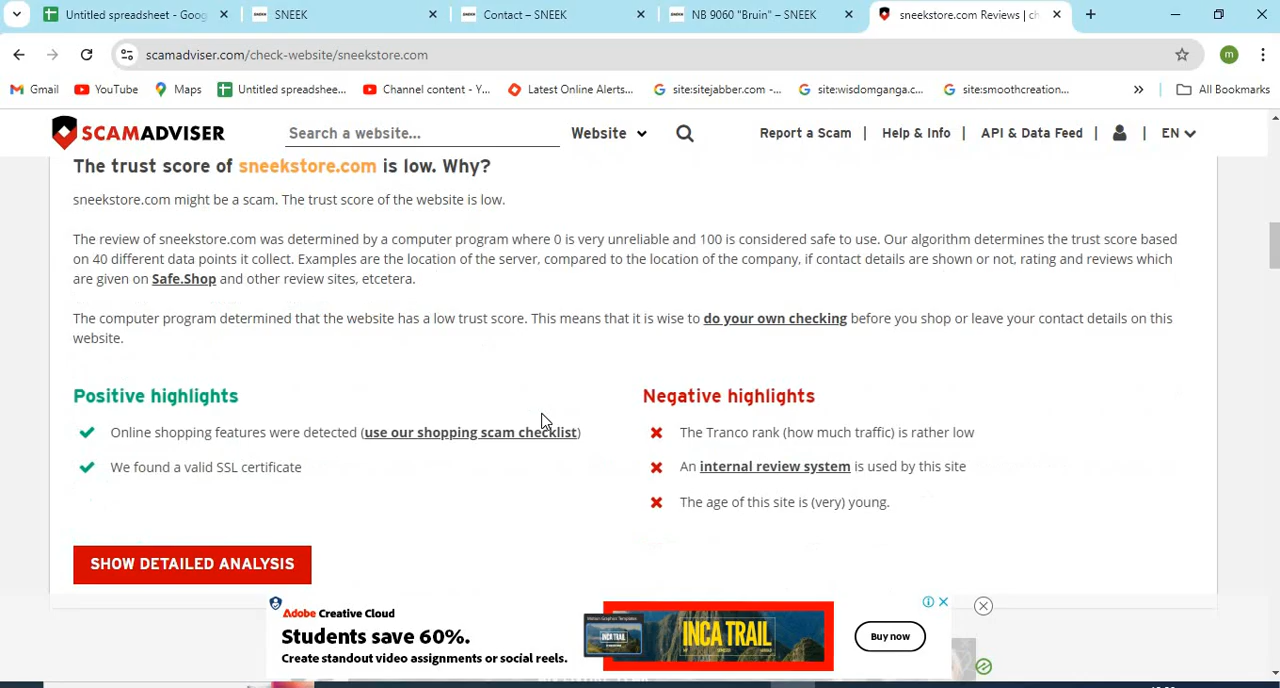 Untitled spreadsheet - Goog
SNEEK
Contact – SNEEK
NB 9060 "Bruin" – SNEEK
sneekstore.com Reviews | ch
scamadviser.com/check-website/sneekstore.com
m
Gmail
YouTube
Maps
Untitled spreadshee...
Channel content - Y...
Latest Online Alerts...
site:sitejabber.com -...
site:wisdomganga.c...
site:smoothcreation...
All Bookmarks
SCAMADVISER
Search a website...
Website
Report a Scam
Help & Info
API & Data Feed
EN
The trust score of sneekstore.com is low. Why?
sneekstore.com might be a scam. The trust score of the website is low.
The review of sneekstore.com was determined by a computer program where 0 is very unreliable and 100 is considered safe to use. Our algorithm determines the trust score based
on 40 different data points it collect. Examples are the location of the server, compared to the location of the company, if contact details are shown or not, rating and reviews which
are given on Safe.Shop and other review sites, etcetera.
The computer program determined that the website has a low trust score. This means that it is wise to do your own checking before you shop or leave your contact details on this
website.
Positive highlights
Online shopping features were detected (use our shopping scam checklist)
We found a valid SSL certificate
Negative highlights
The Tranco rank (how much traffic) is rather low
An internal review system is used by this site
The age of this site is (very) young.
SHOW DETAILED ANALYSIS
Adobe Creative Cloud
Students save 60%.
Create standout video assignments or social reels.
INCA TRAIL
Buy now